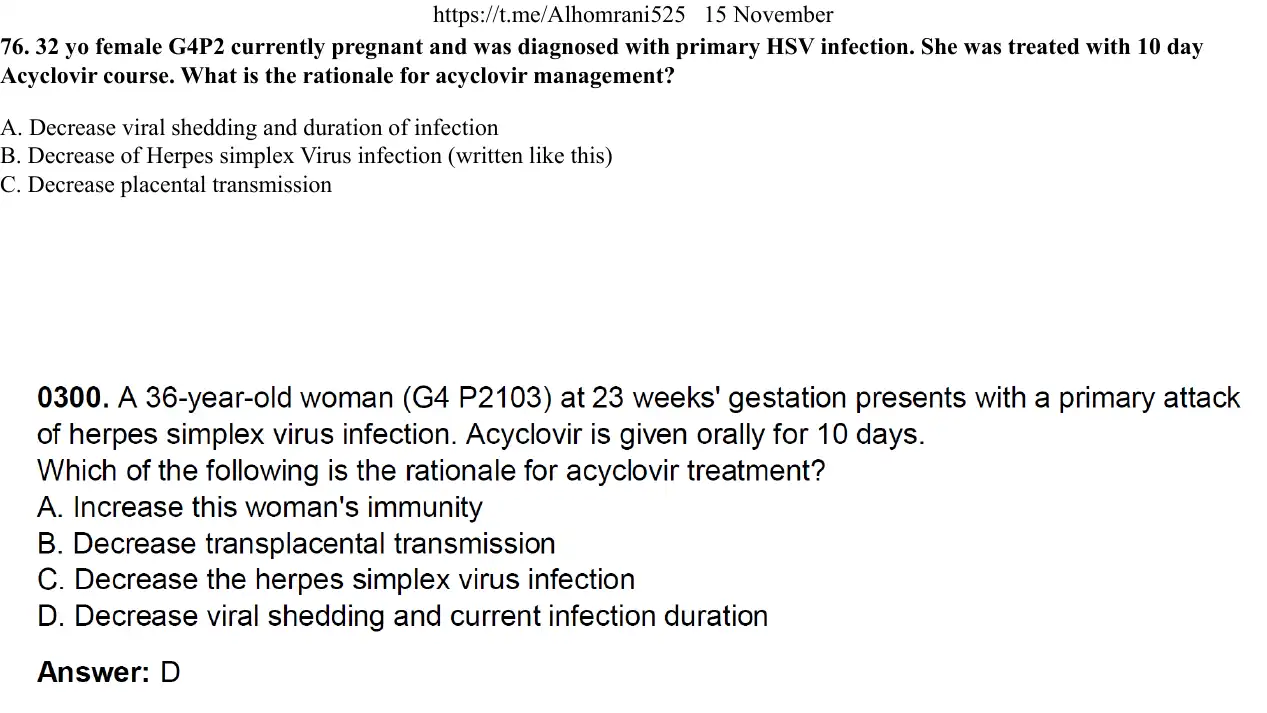 https://t.me/Alhomrani525 15 November
76. 32 yo female G4P2 currently pregnant and was diagnosed with primary HSV infection. She was treated with 10 day
Acyclovir course. What is the rationale for acyclovir management?
A. Decrease viral shedding and duration of infection
B. Decrease of Herpes simplex Virus infection (written like this)
C. Decrease placental transmission
0300. A 36-year-old woman (G4 P2103) at 23 weeks' gestation presents with a primary attack
of herpes simplex virus infection. Acyclovir is given orally for 10 days.
Which of the following is the rationale for acyclovir treatment?
A. Increase this woman's immunity
B. Decrease transplacental transmission
C. Decrease the herpes simplex virus infection
D. Decrease viral shedding and current infection duration
Answer: D